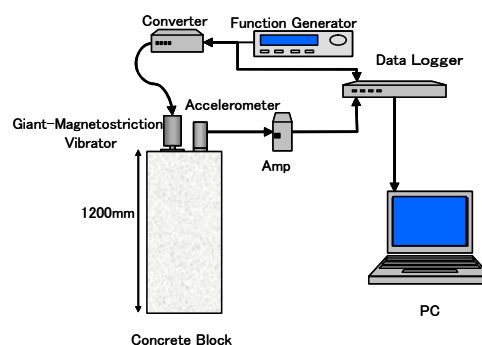 Converter
Function Generator
Data Logger
Accelerometer
Giant-Magnetostriction
Vibrator
Amp
1200mm
PC
Concrete Block